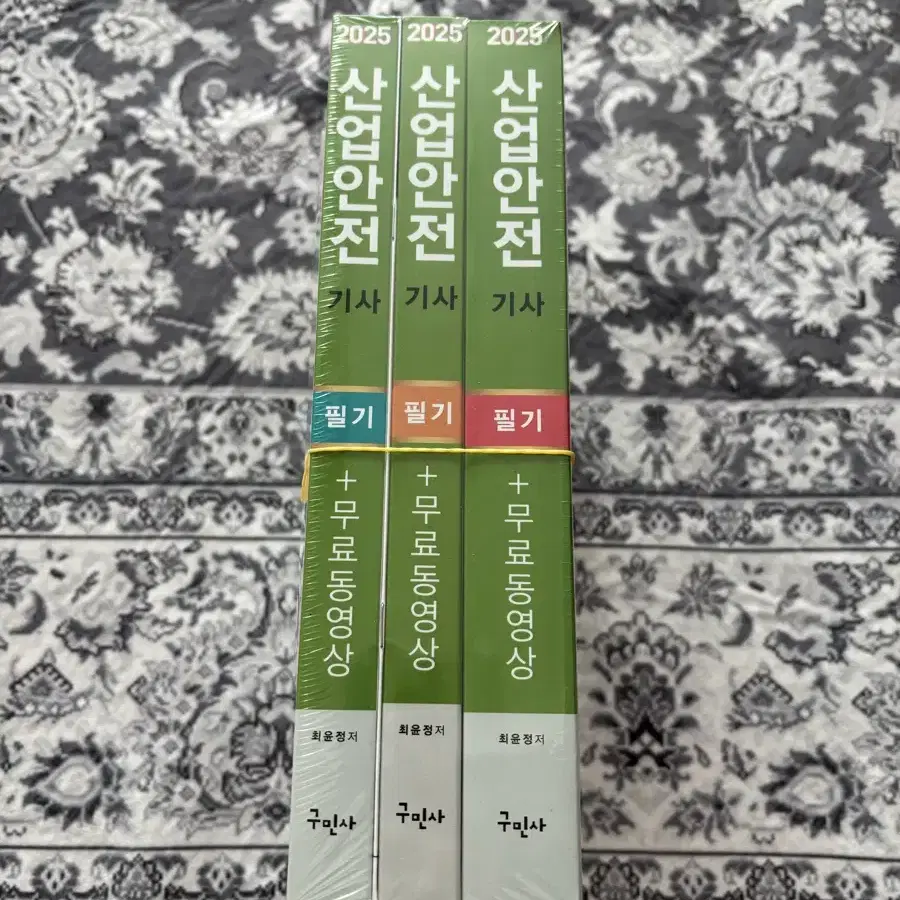 2025
산업안전
기사
필기
+무료동영상
최윤정저
구민사
2025
산업안전
기사
필기
+무료동영상
최윤정저
구민사
2025
산업안전
기사
필기
+무료동영상
최윤정저
구민사